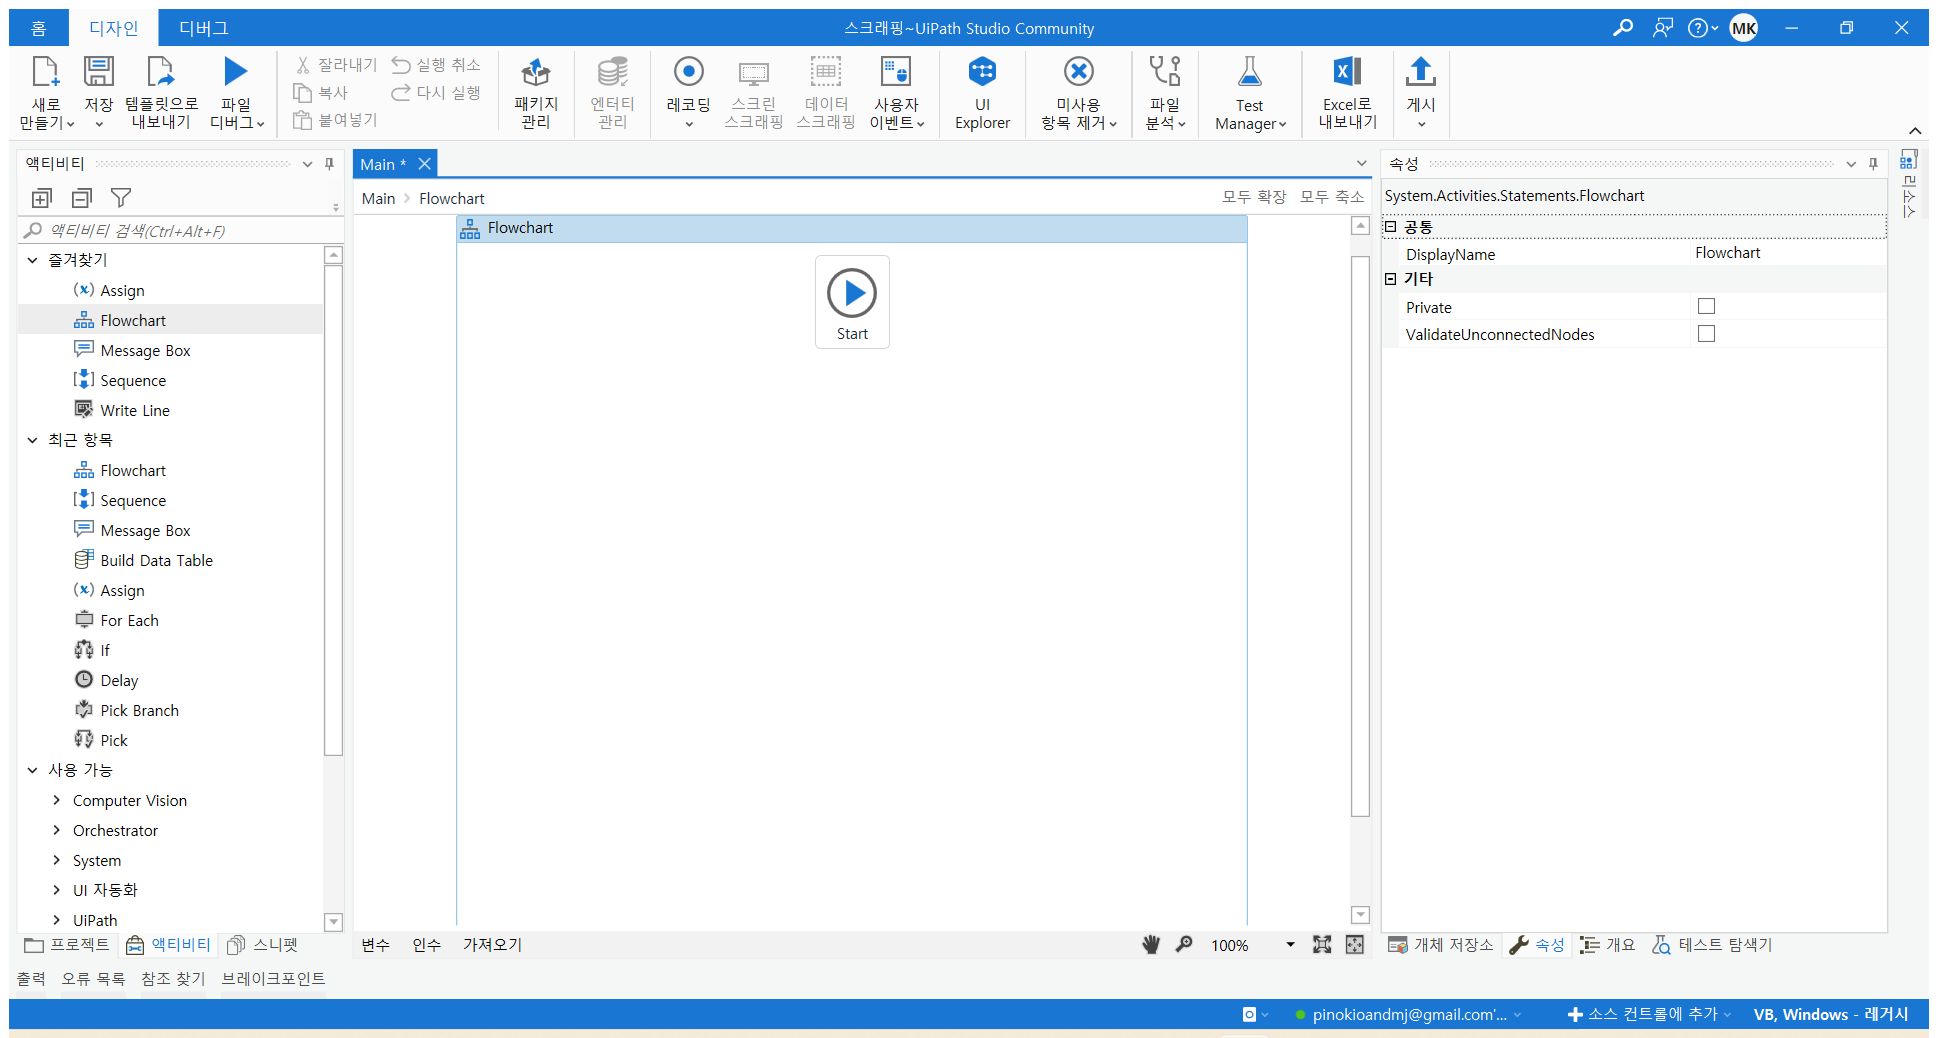 홈 디자인 디버그 스크래핑~UiPath Studio Community MK
새로 만들기
저장
템플릿으로 내보내기
파일 디버그
잘라내기
복사
붙여넣기
실행 취소
다시 실행
패키지 관리
엔터티 관리
레코딩
스크린 스크래핑
데이터 스크래핑
사용자 이벤트
UI Explorer
미사용 항목 제거
파일 분석
Test Manager
Excel로 내보내기
게시
액티비티
액티비티 검색(Ctrl+Alt+F)
즐겨찾기
Assign
Flowchart
Message Box
Sequence
Write Line
최근 항목
Flowchart
Sequence
Message Box
Build Data Table
Assign
For Each
If
Delay
Pick Branch
Pick
사용 가능
Computer Vision
Orchestrator
System
UI 자동화
UiPath
프로젝트 액티비티 스니펫
Main *
Main > Flowchart 모두 확장 모두 축소
Flowchart
Start
변수 인수 가져오기 100%
속성
System.Activities.Statements.Flowchart
공통
DisplayName Flowchart
기타
Private
ValidateUnconnectedNodes
개체 저장소 속성 개요 테스트 탐색기
리소스
출력 오류 목록 참조 찾기 브레이크포인트
pinokioandmj@gmail.com'... 소스 컨트롤에 추가 VB, Windows - 레거시